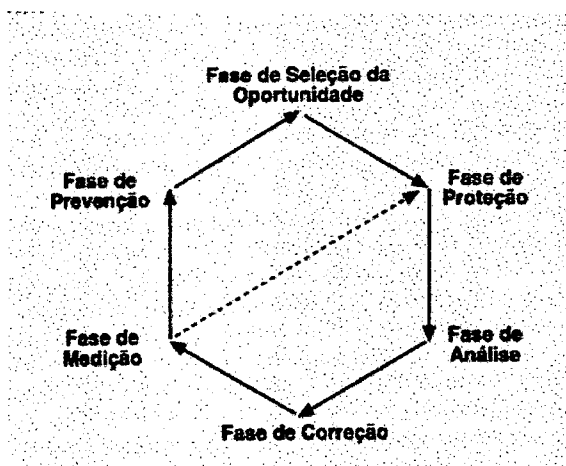 Fase de Seleção da
Oportunidade
Fase de
Prevenção
Fase de
Proteção
Fase de
Medição
Fase de
Análise
Fase de Correção